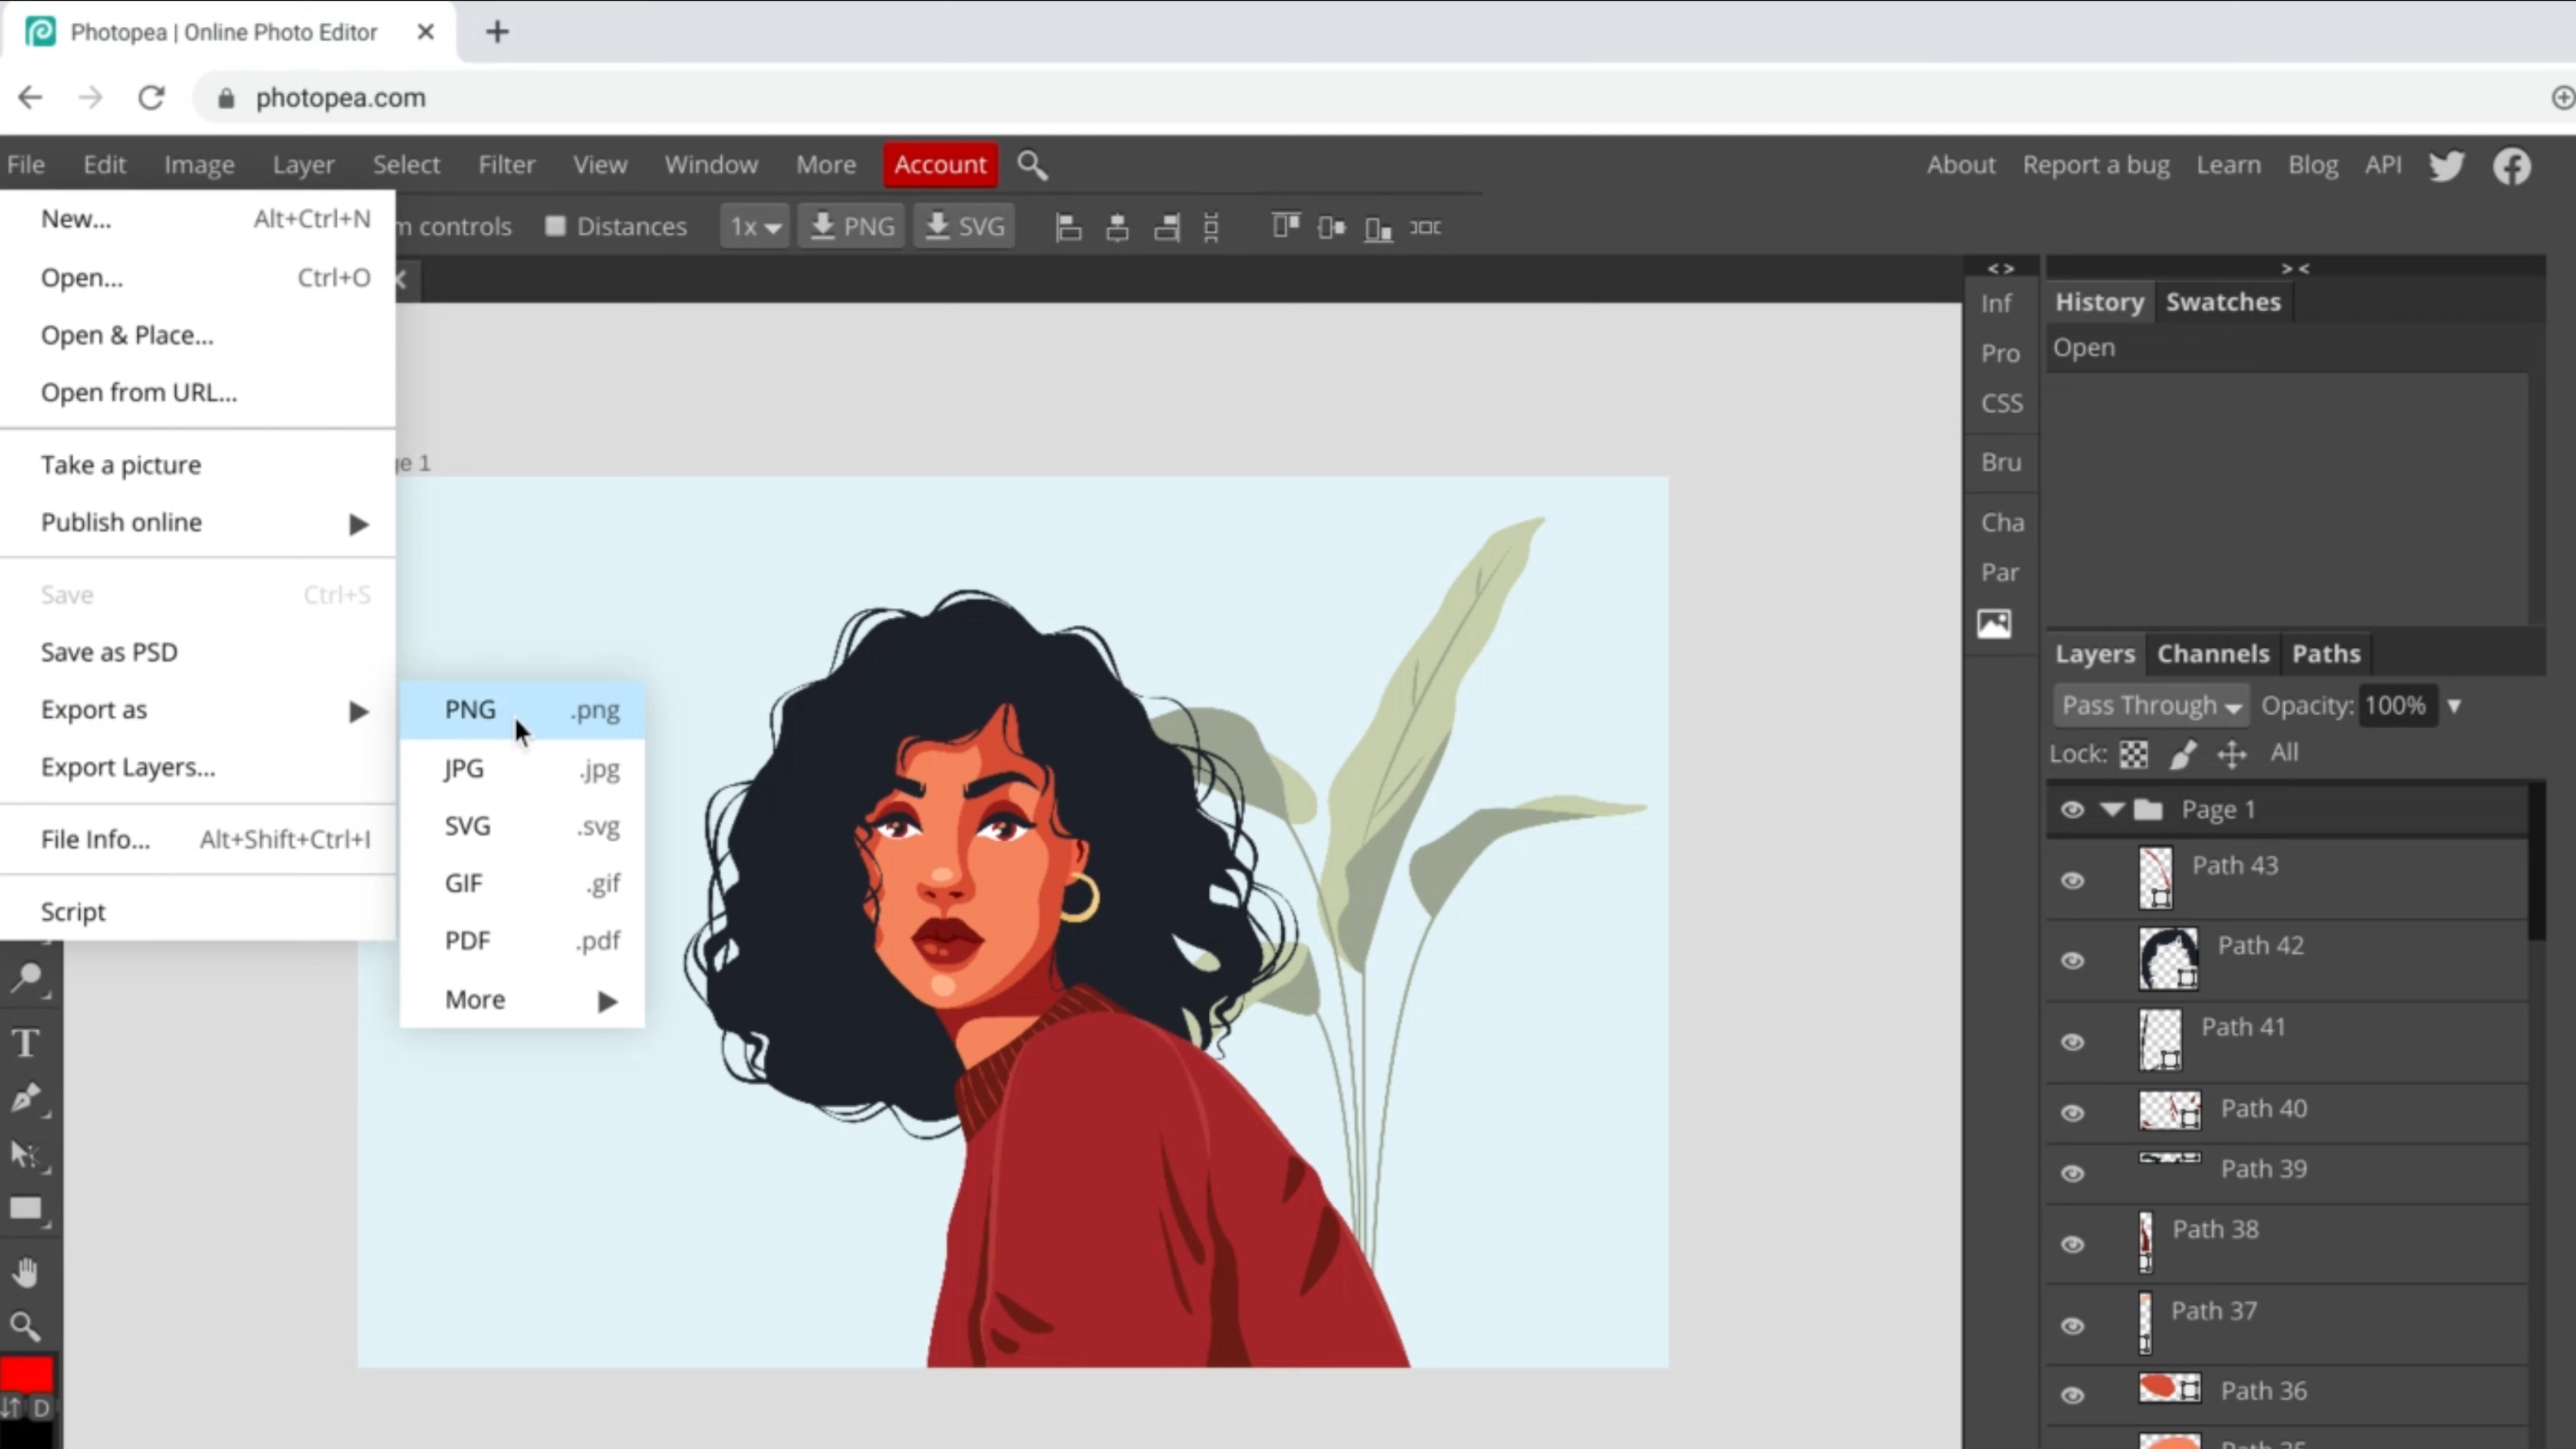 Photopea | Online Photo Editor
photopea.com
File Edit Image Layer Select Filter View Window More Account
About Report a bug Learn Blog API
New... Alt+Ctrl+N
Open... Ctrl+O
Open & Place...
Open from URL...
Take a picture
Publish online
Save Ctrl+S
Save as PSD
Export as
Export Layers...
File Info... Alt+Shift+Ctrl+I
Script
controls Distances 1x PNG SVG
1
PNG .png
JPG .jpg
SVG .svg
GIF .gif
PDF .pdf
More
T
D
< >
Inf
Pro
CSS
Bru
Cha
Par
> <
History Swatches
Open
Layers Channels Paths
Pass Through Opacity: 100%
Lock: All
Page 1
Path 43
Path 42
Path 41
Path 40
Path 39
Path 38
Path 37
Path 36